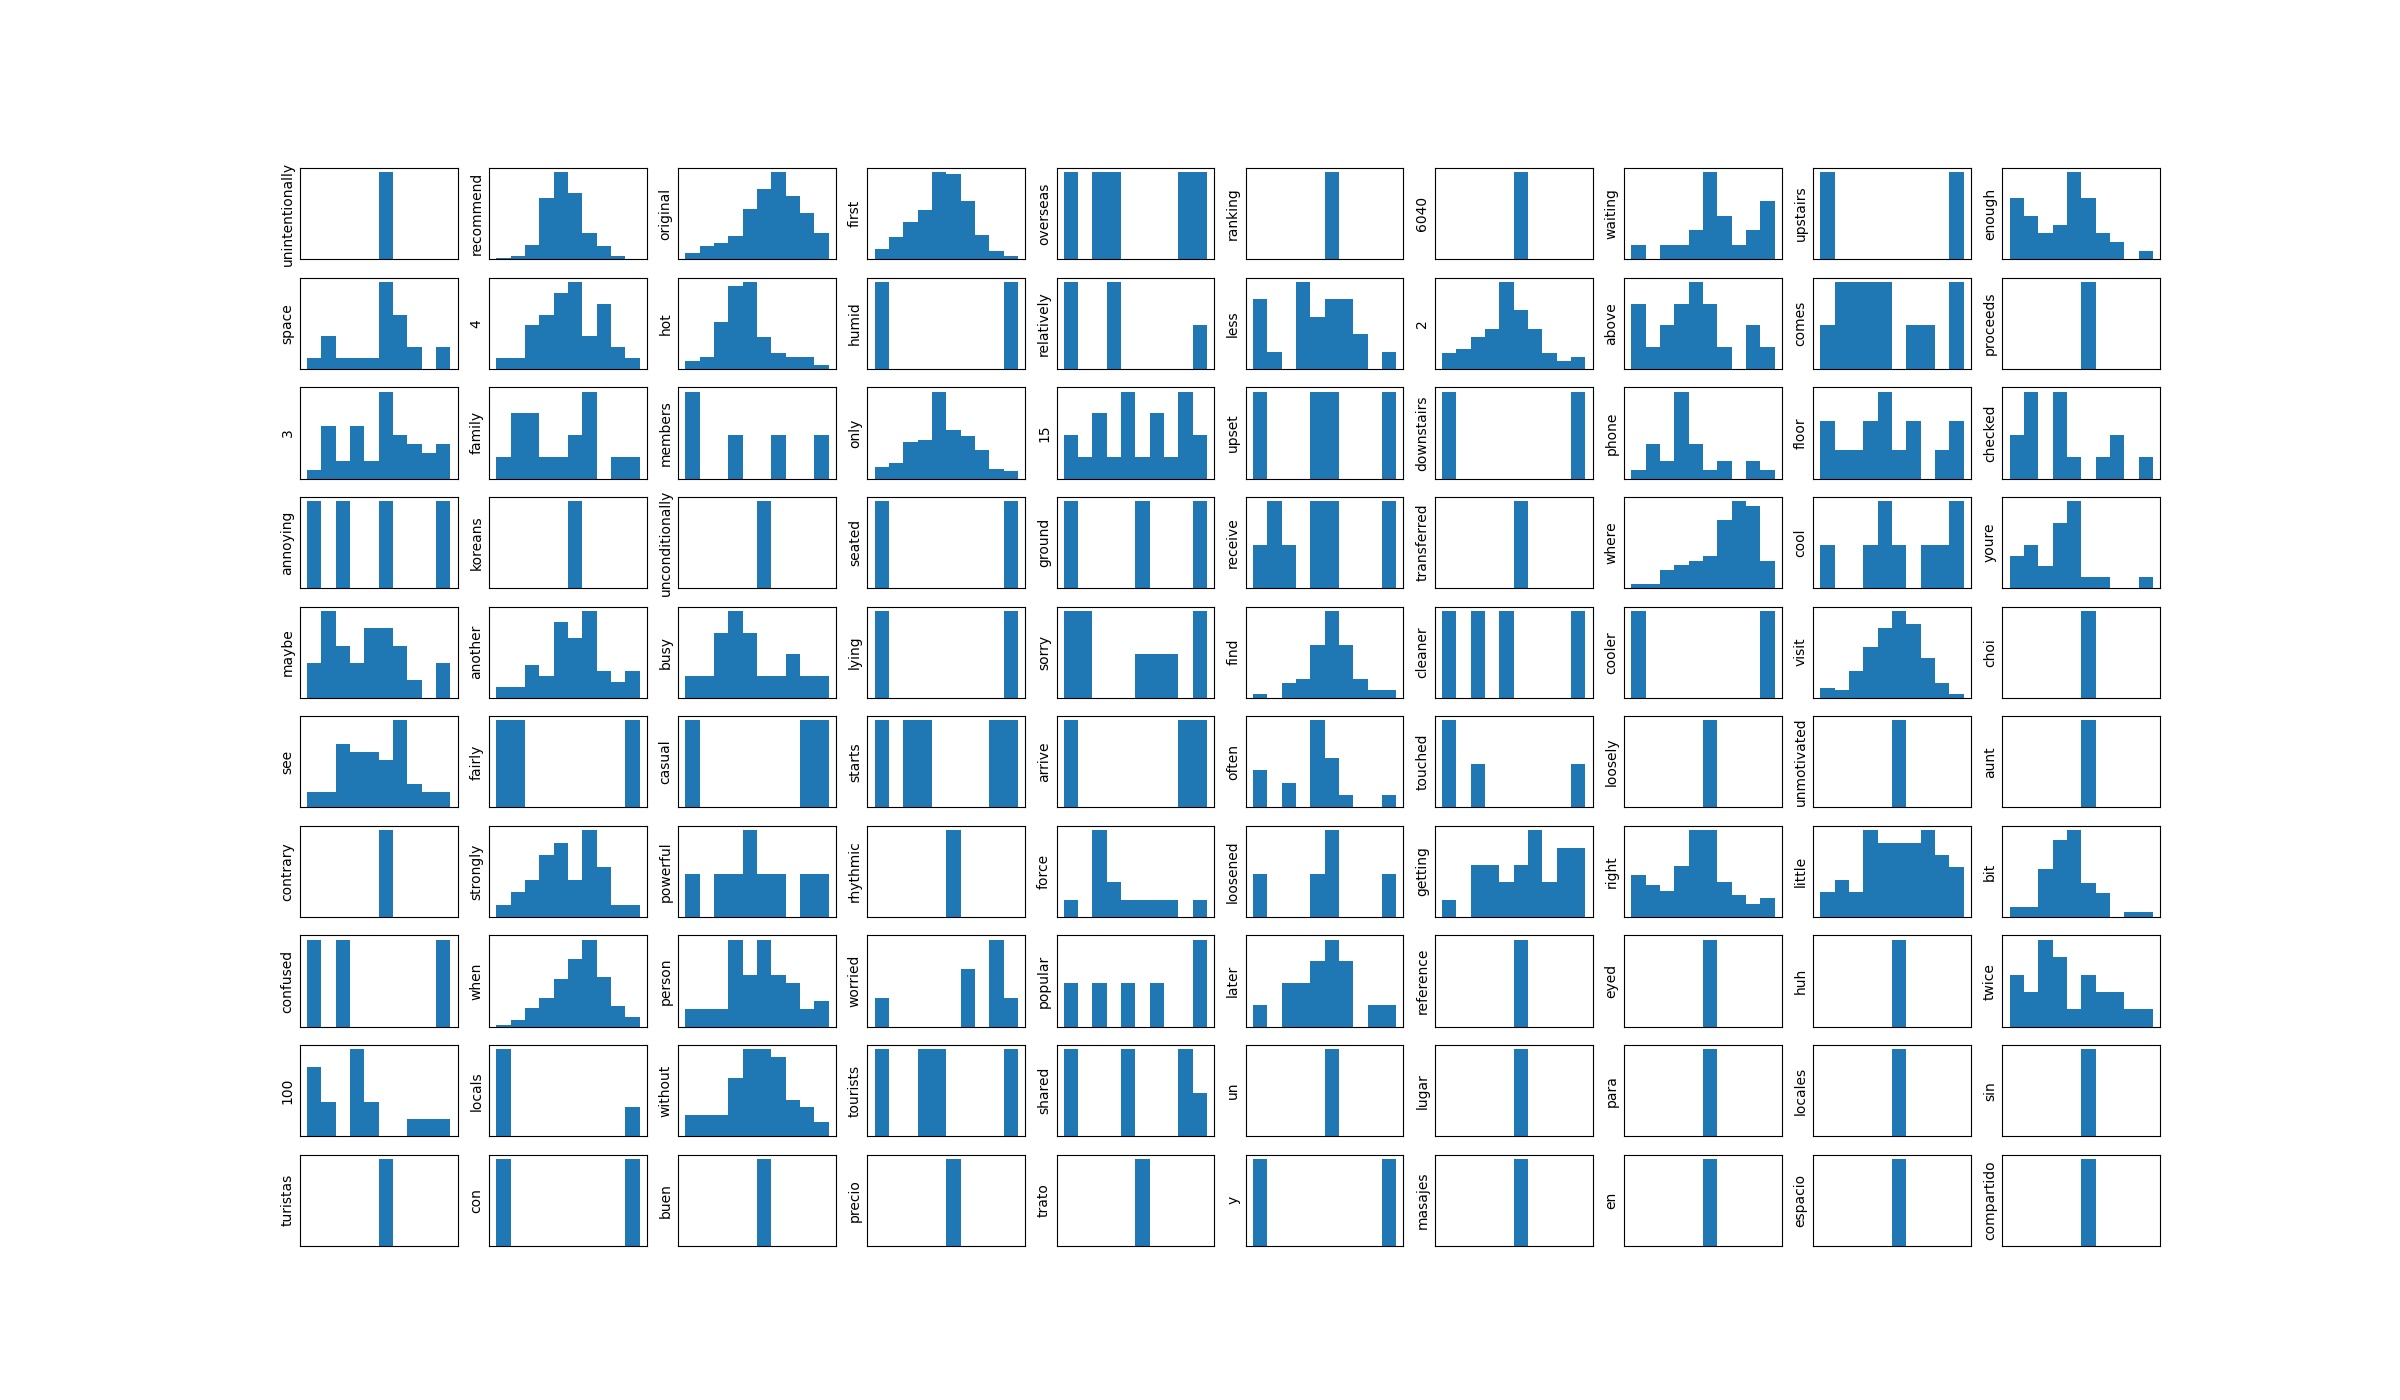 unintentionally recommend original first overseas ranking 6040 waiting upstairs enough
space 4 hot humid relatively less 2 above comes proceeds
3 family members only 15 upset downstairs phone floor checked
annoying koreans unconditionally seated ground receive transferred where cool youre
maybe another busy lying sorry find cleaner cooler visit choi
see fairly casual starts arrive often touched loosely unmotivated aunt
contrary strongly powerful rhythmic force loosened getting right little bit
confused when person worried popular later reference eyed huh twice
100 locals without tourists shared un lugar para locales sin
turistas con buen precio trato y masajes en espacio compartido